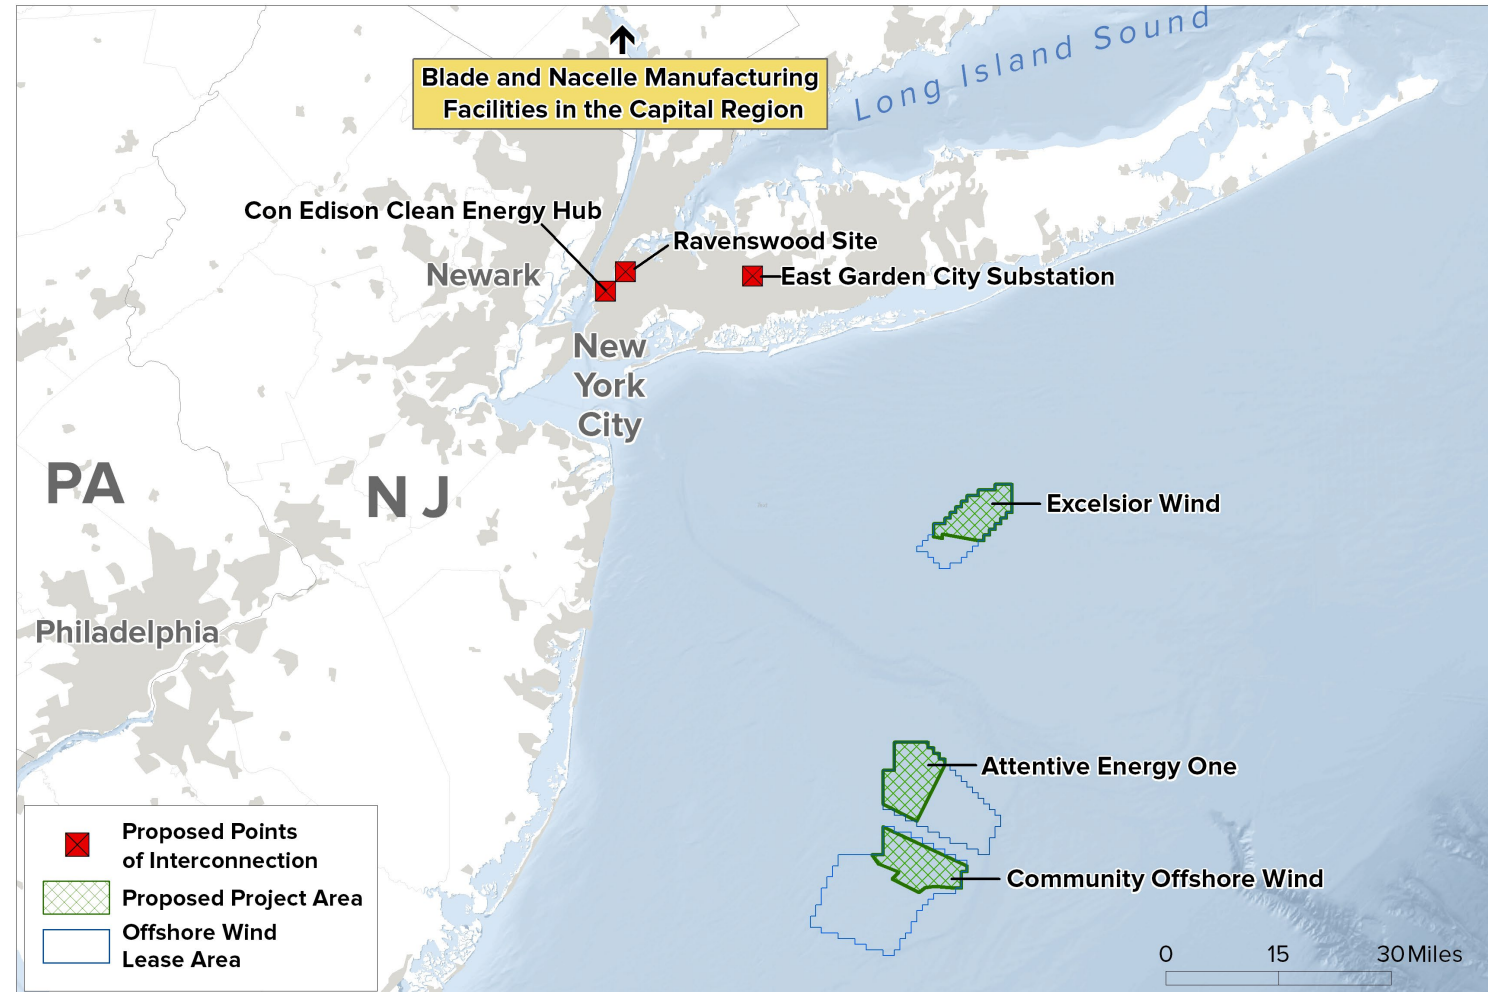 Long Island Sound
Blade and Nacelle Manufacturing
Facilities in the Capital Region
Con Edison Clean Energy Hub
Ravenswood Site
Newark
East Garden City Substation
New
York
City
PA
NJ
Excelsior Wind
Philadelphia
Attentive Energy One
Community Offshore Wind
Proposed Points
of Interconnection
Proposed Project Area
Offshore Wind
Lease Area
0 15 30 Miles